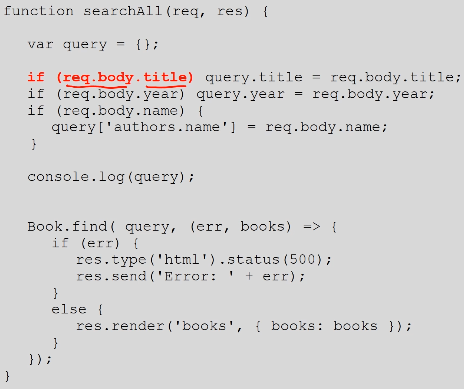 function searchAll(req, res) {
var query = {};
if (req.body.title) query.title = req.body.title;
if (req.body.year) query.year = req.body.year;
if (req.body.name) {
query['authors.name'] = req.body.name;
}
console.log(query);
Book.find( query, (err, books) => {
if (err) {
res.type('html').status(500);
res.send('Error: ' + err);
}
else {
res.render('books', { books: books });
}
});
}